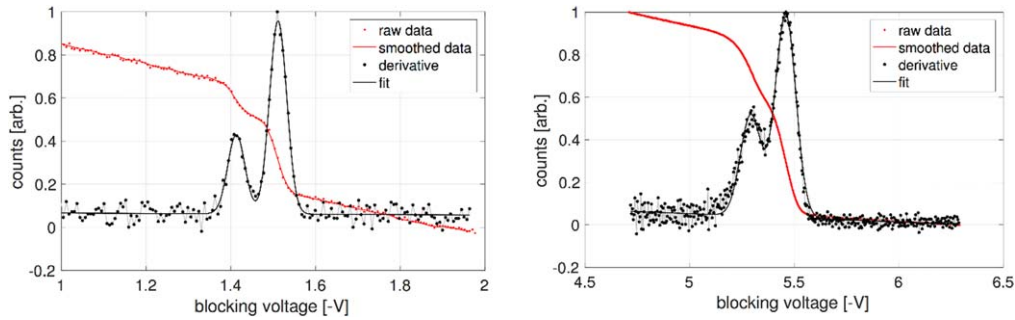 1
0.8
0.6
0.4
0.2
0
-0.2
counts [arb.]
1
1.2
1.4
1.6
1.8
2
blocking voltage [-V]
raw data
smoothed data
derivative
fit
1
0.8
0.6
0.4
0.2
0
-0.2
counts [arb.]
4.5
5
5.5
6
6.5
blocking voltage [-V]
raw data
smoothed data
derivative
fit